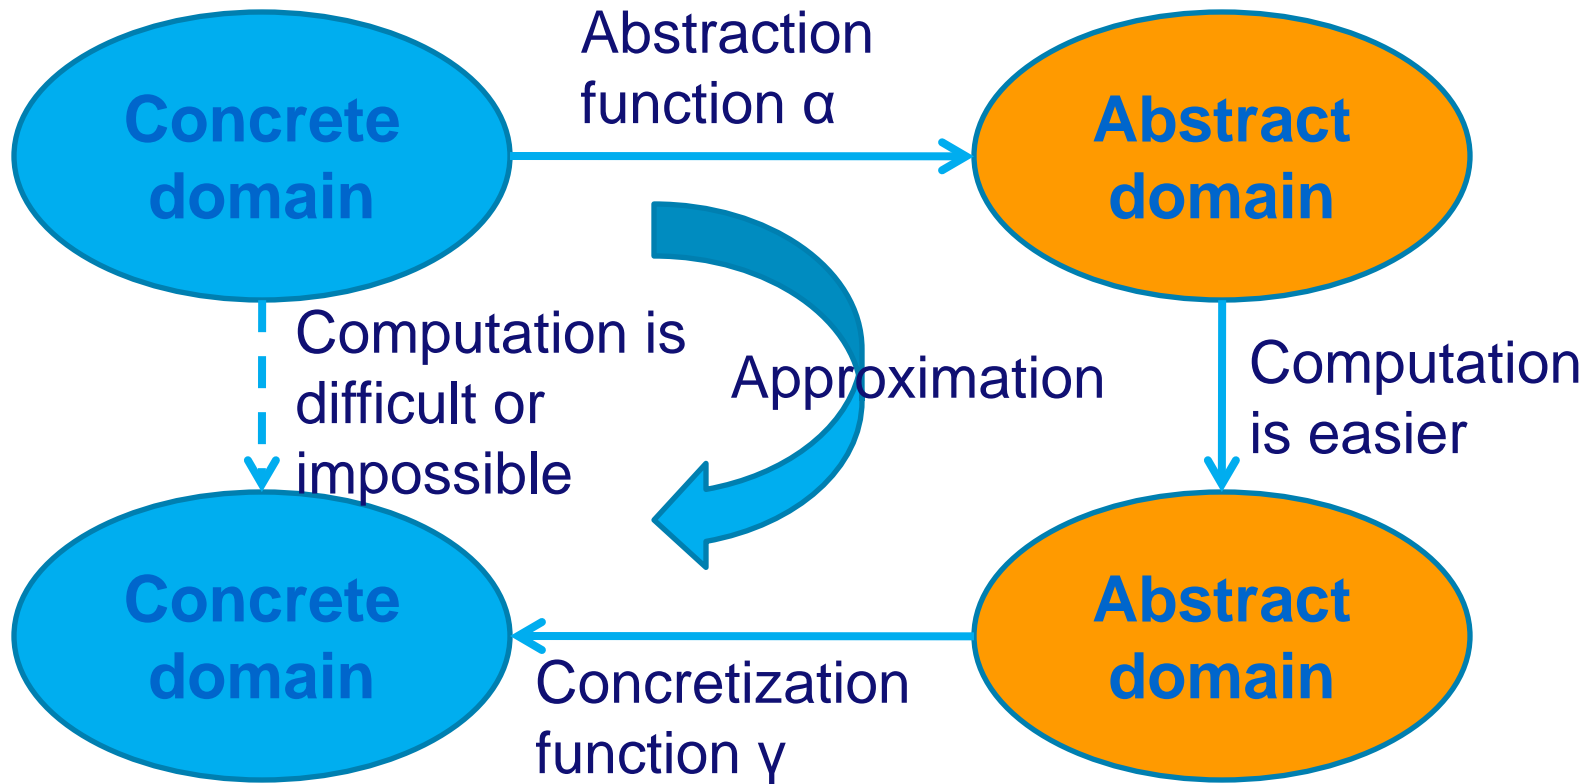 Concrete
domain
Abstraction
function α
Abstract
domain
Computation is
difficult or
impossible
Approximation
Computation
is easier
Concrete
domain
Concretization
function γ
Abstract
domain